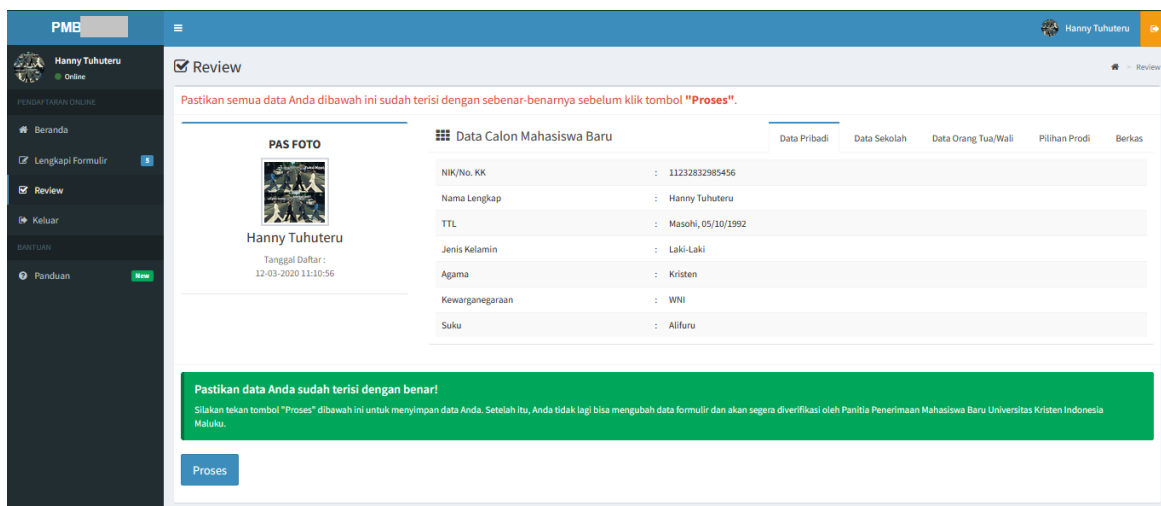 PMB
Hanny Tuhuteru
Hanny Tuhuteru
Online
PENDAFTARAN ONLINE
Beranda
Lengkapi Formulir 5
Review
Keluar
BANTUAN
Panduan New
Review
> Review
Pastikan semua data Anda dibawah ini sudah terisi dengan sebenar-benarnya sebelum klik tombol "Proses".
PAS FOTO
Hanny Tuhuteru
Tanggal Daftar :
12-03-2020 11:10:56
Data Calon Mahasiswa Baru
Data Pribadi Data Sekolah Data Orang Tua/Wali Pilihan Prodi Berkas
NIK/No. KK : 11232832985456
Nama Lengkap : Hanny Tuhuteru
TTL : Masohi, 05/10/1992
Jenis Kelamin : Laki-Laki
Agama : Kristen
Kewarganegaraan : WNI
Suku : Alifuru
Pastikan data Anda sudah terisi dengan benar!
Silakan tekan tombol "Proses" dibawah ini untuk menyimpan data Anda. Setelah itu, Anda tidak lagi bisa mengubah data formulir dan akan segera diverifikasi oleh Panitia Penerimaan Mahasiswa Baru Universitas Kristen Indonesia
Maluku.
Proses